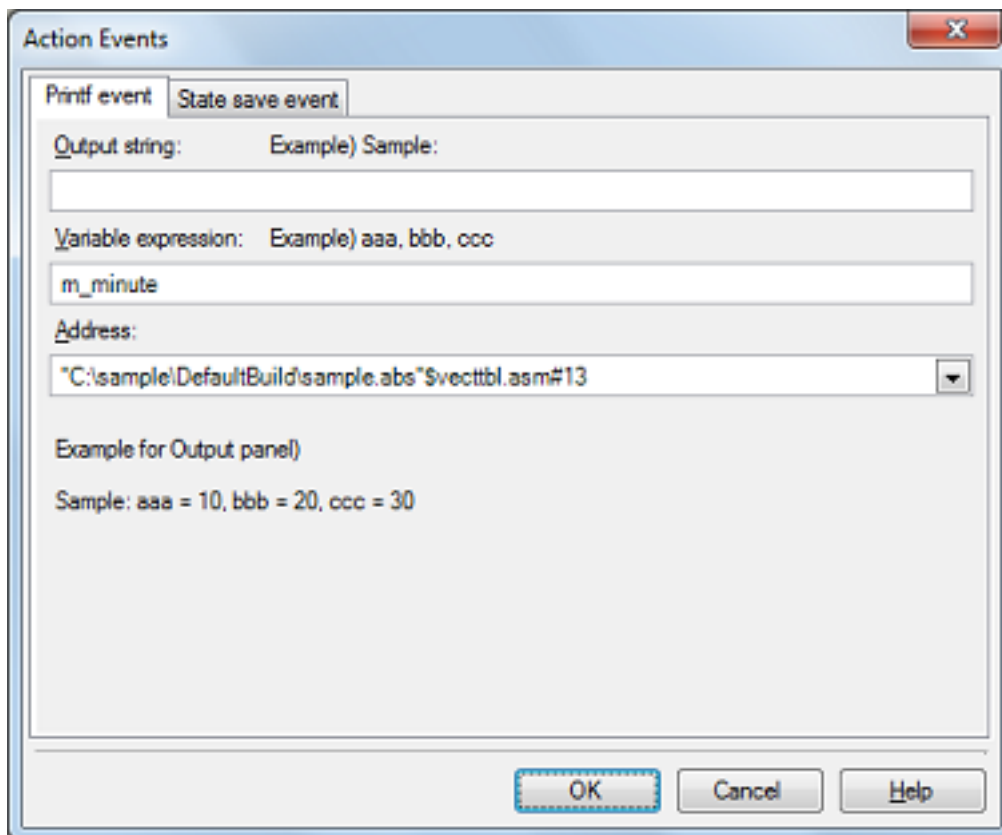 Action Events
Printf event State save event
Output string: Example) Sample:
Variable expression: Example) aaa, bbb, ccc
m_minute
Address:
"C:\sample\DefaultBuild\sample.abs"$vecttbl.asm#13
Example for Output panel)
Sample: aaa = 10, bbb = 20, ccc = 30
OK Cancel Help